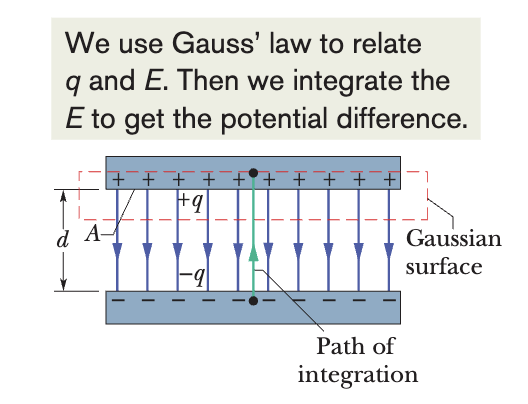 We use Gauss’ law to relate
q and E. Then we integrate the
E to get the potential difference.
+ + + + + + + + + +
+q
A
d
Gaussian
surface
−q
− − − − − − − − − −
Path of
integration